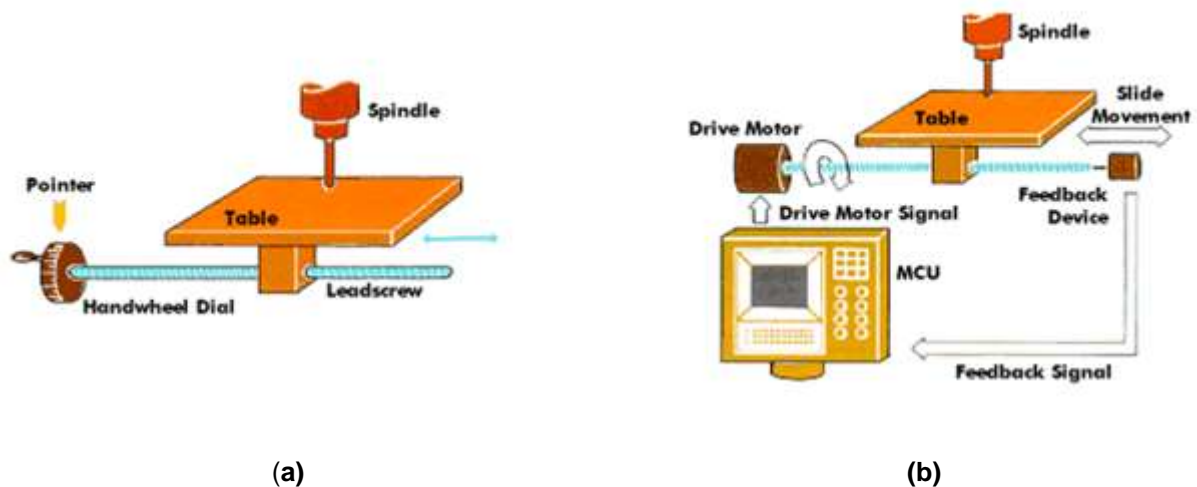 Spindle
Pointer
Table
Handwheel Dial
Leadscrew
(a)
Spindle
Slide
Movement
Drive Motor
Table
Feedback
Device
Drive Motor Signal
MCU
Feedback Signal
(b)